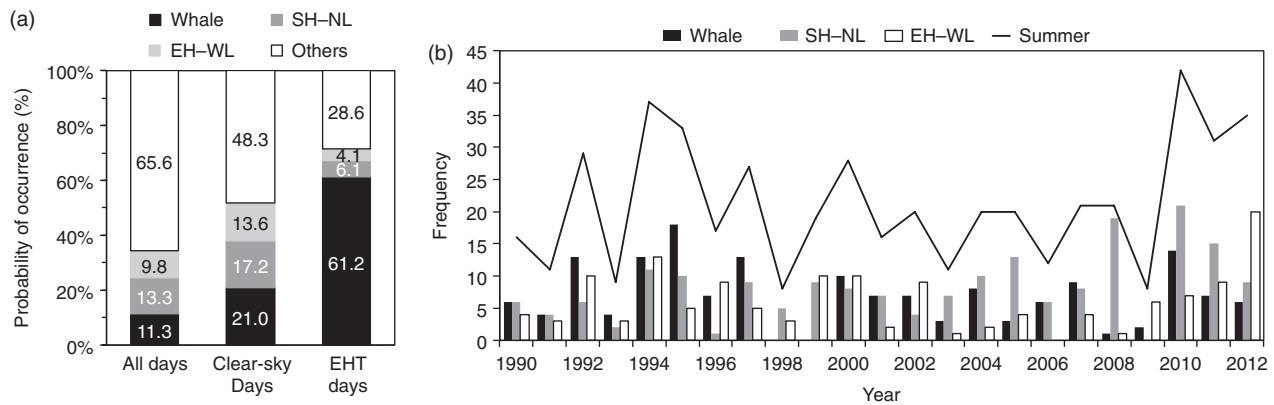 (a)
Whale SH–NL
EH–WL Others
Probability of occurrence (%)
100%
80%
60%
40%
20%
0%
65.6
9.8
13.3
11.3
48.3
13.6
17.2
21.0
28.6
4.1
6.1
61.2
All days
Clear-sky
Days
EHT
days
(b)
Whale SH–NL EH–WL Summer
Frequency
45
40
35
30
25
20
15
10
5
0
1990 1992 1994 1996 1998 2000 2002 2004 2006 2008 2010 2012
Year